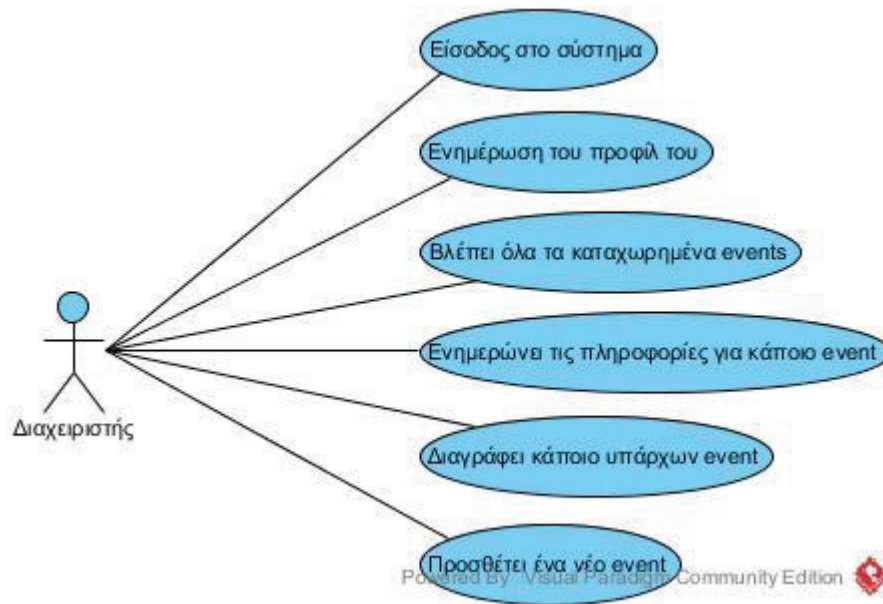 Είσοδος στο σύστημα
Ενημέρωση του προφίλ του
Βλέπει όλα τα καταχωρημένα events
Ενημερώνει τις πληροφορίες για κάποιο event
Διαχειριστής
Διαγράφει κάποιο υπάρχων event
Προσθέτει ένα νέο event
Powered By Visual Paradigm Community Edition